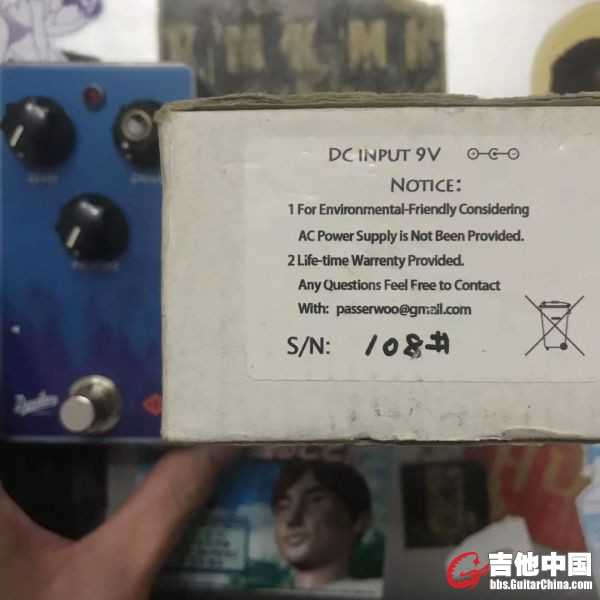 DC INPUT 9V
NOTICE:
1 For Environmental-Friendly Considering
AC Power Supply is Not Been Provided.
2 Life-time Warrenty Provided.
Any Questions Feel Free to Contact
With: passerwoo@gmail.com
S/N: 108#
吉他中国
bbs.GuitarChina.com